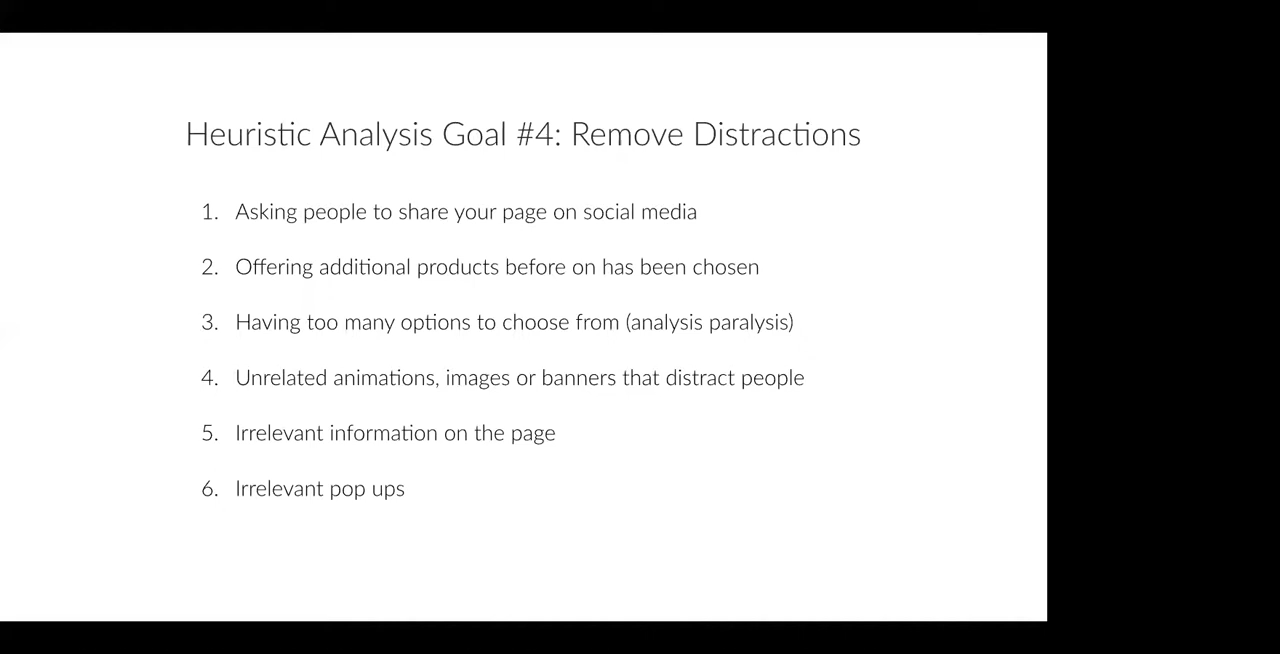 Heuristic Analysis Goal #4: Remove Distractions
1. Asking people to share your page on social media
2. Offering additional products before on has been chosen
3. Having too many options to choose from (analysis paralysis)
4. Unrelated animations, images or banners that distract people
5. Irrelevant information on the page
6. Irrelevant pop ups